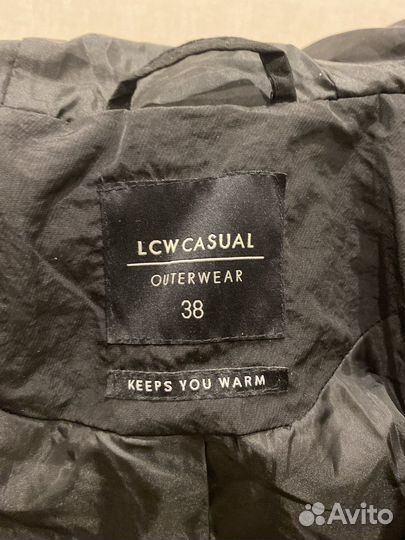 LCWCASUAL
OUTERWEAR
38
KEEPS YOU WARM
Avito